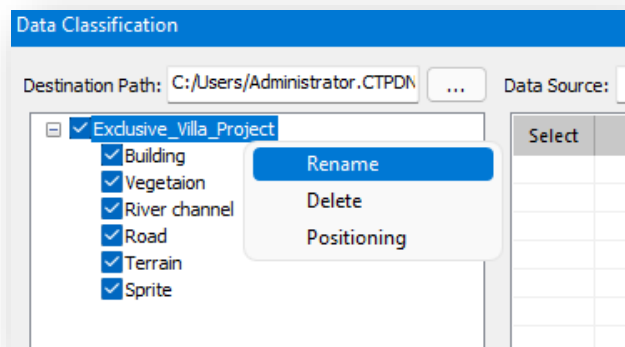 Data Classification
Destination Path: C:/Users/Administrator.CTPDN ... Data Source:
Exclusive_Villa_Project
Select
Building
Rename
Vegetaion
River channel
Delete
Road
Positioning
Terrain
Sprite